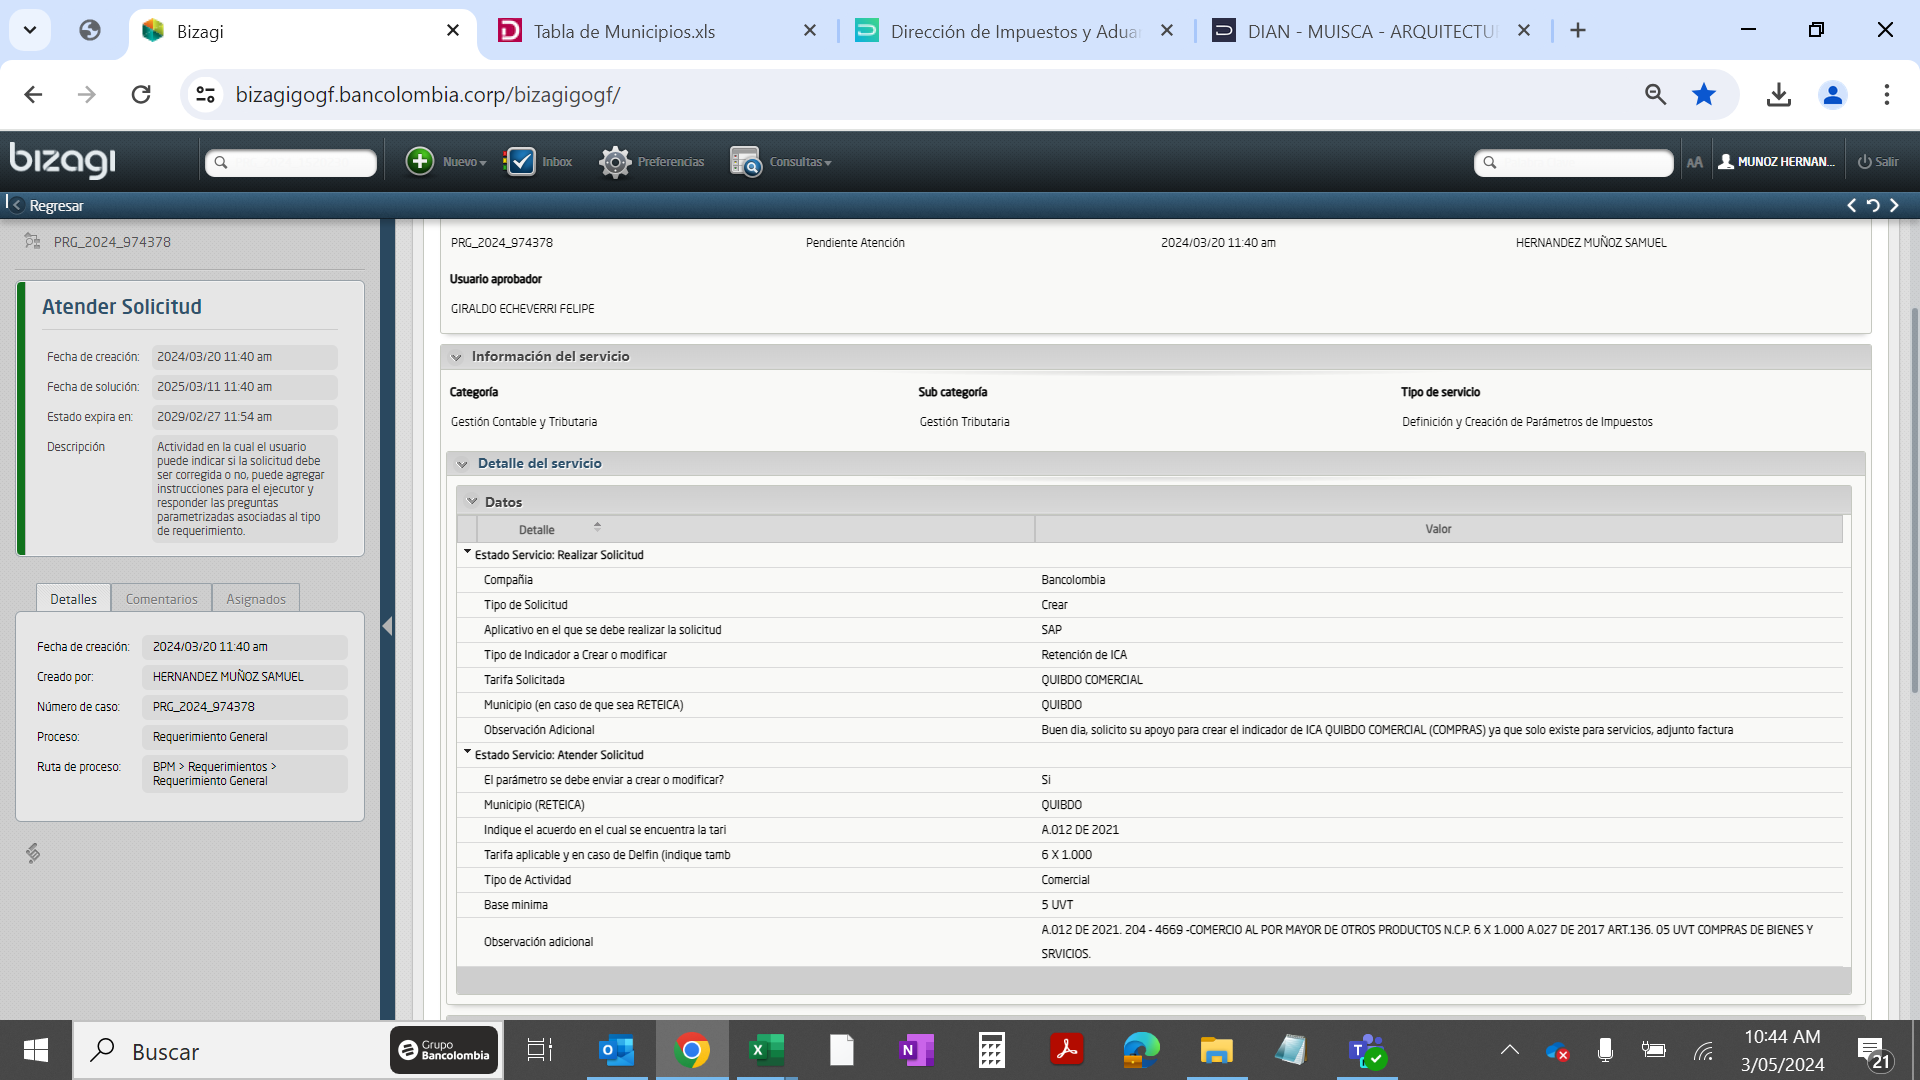 Bizagi
Tabla de Municipios.xls
Dirección de Impuestos y Aduan
DIAN - MUISCA - ARQUITECTU
bizagigogf.bancolombia.corp/bizagigogf/
bizagi
Nuevo
Inbox
Preferencias
Consultas
AA
MUNOZ HERNAN...
Salir
Regresar
PRG_2024_974378
Atender Solicitud
Fecha de creación: 2024/03/20 11:40 am
Fecha de solución: 2025/03/11 11:40 am
Estado expira en: 2029/02/27 11:54 am
Descripción
Actividad en la cual el usuario
puede indicar si la solicitud debe
ser corregida o no, puede agregar
instrucciones para el ejecutor y
responder las preguntas
parametrizadas asociadas al tipo
de requerimiento.
Detalles Comentarios Asignados
Fecha de creación: 2024/03/20 11:40 am
Creado por: HERNANDEZ MUÑOZ SAMUEL
Número de caso: PRG_2024_974378
Proceso: Requerimiento General
Ruta de proceso: BPM > Requerimientos >
Requerimiento General
PRG_2024_974378 Pendiente Atención 2024/03/20 11:40 am HERNANDEZ MUÑOZ SAMUEL
Usuario aprobador
GIRALDO ECHEVERRI FELIPE
Información del servicio
Categoría Sub categoría Tipo de servicio
Gestión Contable y Tributaria Gestión Tributaria Definición y Creación de Parámetros de Impuestos
Detalle del servicio
Datos
Detalle Valor
Estado Servicio: Realizar Solicitud
Compañia Bancolombia
Tipo de Solicitud Crear
Aplicativo en el que se debe realizar la solicitud SAP
Tipo de Indicador a Crear o modificar Retención de ICA
Tarifa Solicitada QUIBDO COMERCIAL
Municipio (en caso de que sea RETEICA) QUIBDO
Observación Adicional Buen dia, solicito su apoyo para crear el indicador de ICA QUIBDO COMERCIAL (COMPRAS) ya que solo existe para servicios, adjunto factura
Estado Servicio: Atender Solicitud
El parámetro se debe enviar a crear o modificar? Si
Municipio (RETEICA) QUIBDO
Indique el acuerdo en el cual se encuentra la tari A.012 DE 2021
Tarifa aplicable y en caso de Delfin (indique tamb 6 X 1.000
Tipo de Actividad Comercial
Base minima 5 UVT
Observación adicional A.012 DE 2021. 204 - 4669 -COMERCIO AL POR MAYOR DE OTROS PRODUCTOS N.C.P. 6 X 1.000 A.027 DE 2017 ART.136. 05 UVT COMPRAS DE BIENES Y
SRVICIOS.
Buscar
Grupo
Bancolombia
10:44 AM
3/05/2024
21